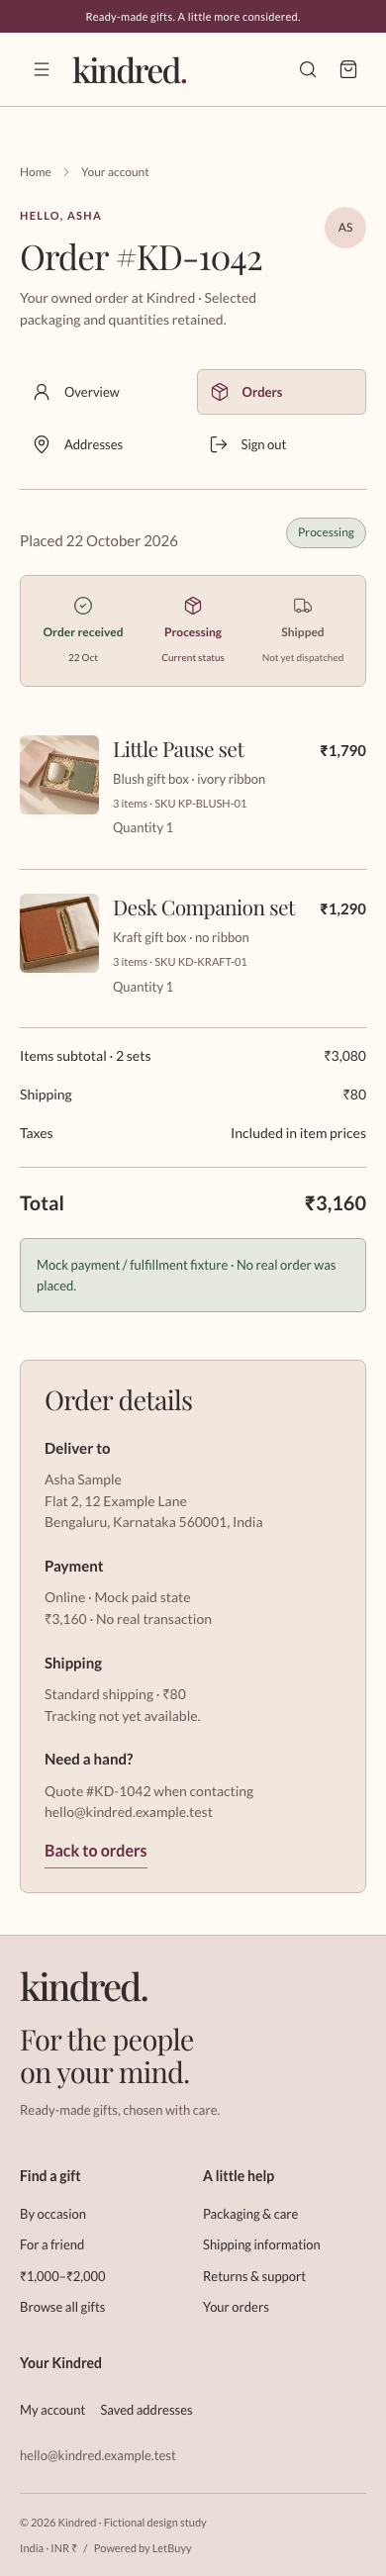 Ready-made gifts. A little more considered.
kindred.
Home > Your account
HELLO, ASHA
AS
Order #KD-1042
Your owned order at Kindred · Selected
packaging and quantities retained.
Overview
Orders
Addresses
Sign out
Placed 22 October 2026
Processing
Order received
Processing
Shipped
22 Oct
Current status
Not yet dispatched
Little Pause set
₹1,790
Blush gift box · ivory ribbon
3 items · SKU KP-BLUSH-01
Quantity 1
Desk Companion set
₹1,290
Kraft gift box · no ribbon
3 items · SKU KD-KRAFT-01
Quantity 1
Items subtotal · 2 sets ₹3,080
Shipping ₹80
Taxes Included in item prices
Total ₹3,160
Mock payment / fulfillment fixture · No real order was
placed.
Order details
Deliver to
Asha Sample
Flat 2, 12 Example Lane
Bengaluru, Karnataka 560001, India
Payment
Online · Mock paid state
₹3,160 · No real transaction
Shipping
Standard shipping · ₹80
Tracking not yet available.
Need a hand?
Quote #KD-1042 when contacting
hello@kindred.example.test
Back to orders
kindred.
For the people
on your mind.
Ready-made gifts, chosen with care.
Find a gift
By occasion
For a friend
₹1,000–₹2,000
Browse all gifts
A little help
Packaging & care
Shipping information
Returns & support
Your orders
Your Kindred
My account Saved addresses
hello@kindred.example.test
© 2026 Kindred · Fictional design study
India · INR ₹ / Powered by LetBuyy